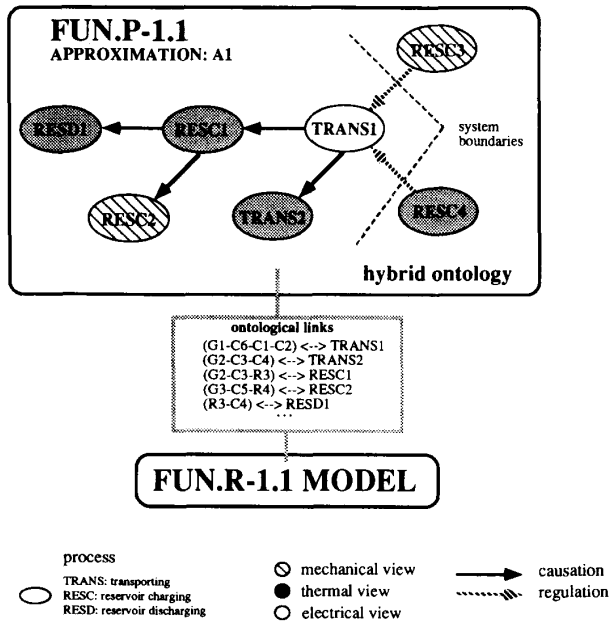 FUN.P-1.1
APPROXIMATION: A1
RESC3
RESD1
RESC1
TRANS1
system
boundaries
RESC2
TRANS2
RESC4
hybrid ontology
ontological links
(G1-C6-C1-C2) <--> TRANS1
(G2-C3-C4) <--> TRANS2
(G2-C3-R3) <--> RESC1
(G3-C5-R4) <--> RESC2
(R3-C4) <--> RESD1
...
FUN.R-1.1 MODEL
process
TRANS: transporting
RESC: reservoir charging
RESD: reservoir discharging
mechanical view
thermal view
electrical view
causation
regulation